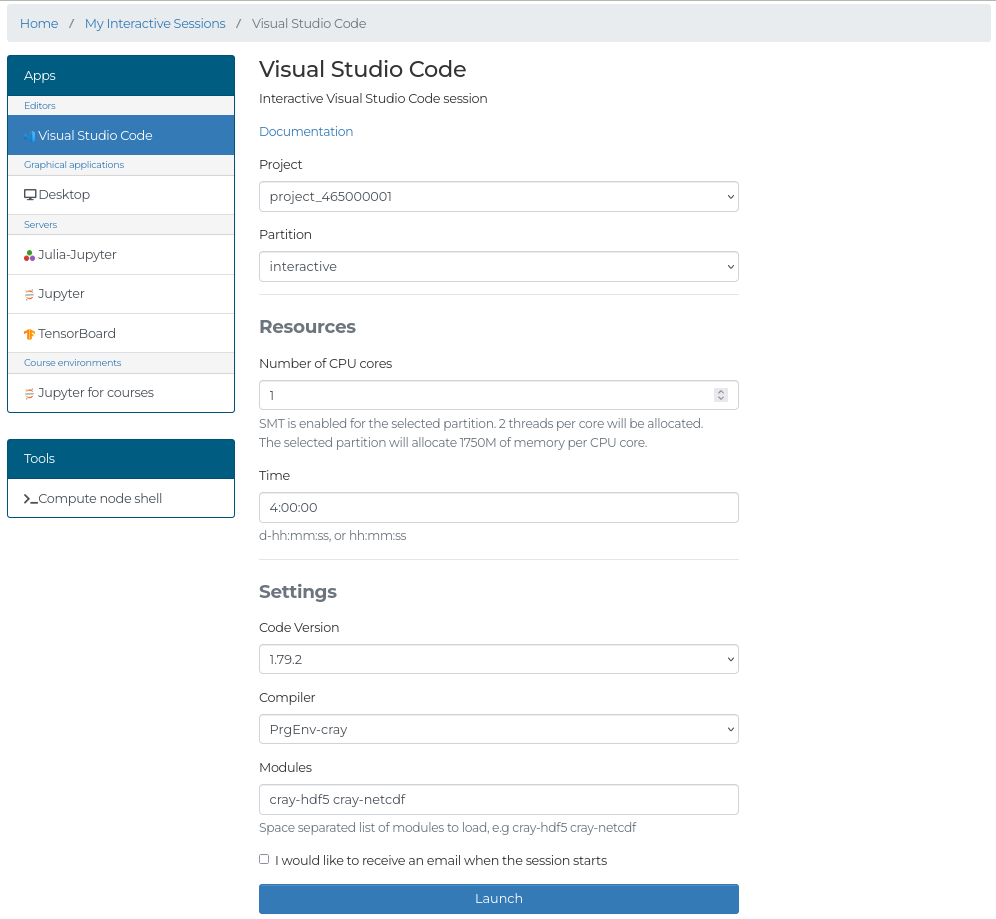 Home / My Interactive Sessions / Visual Studio Code
Apps
Editors
Visual Studio Code
Graphical applications
Desktop
Servers
Julia-Jupyter
Jupyter
TensorBoard
Course environments
Jupyter for courses
Tools
Compute node shell
Visual Studio Code
Interactive Visual Studio Code session
Documentation
Project
project_465000001
Partition
interactive
Resources
Number of CPU cores
1
SMT is enabled for the selected partition. 2 threads per core will be allocated.
The selected partition will allocate 1750M of memory per CPU core.
Time
4:00:00
d-hh:mm:ss, or hh:mm:ss
Settings
Code Version
1.79.2
Compiler
PrgEnv-cray
Modules
cray-hdf5 cray-netcdf
Space separated list of modules to load, e.g cray-hdf5 cray-netcdf
I would like to receive an email when the session starts
Launch